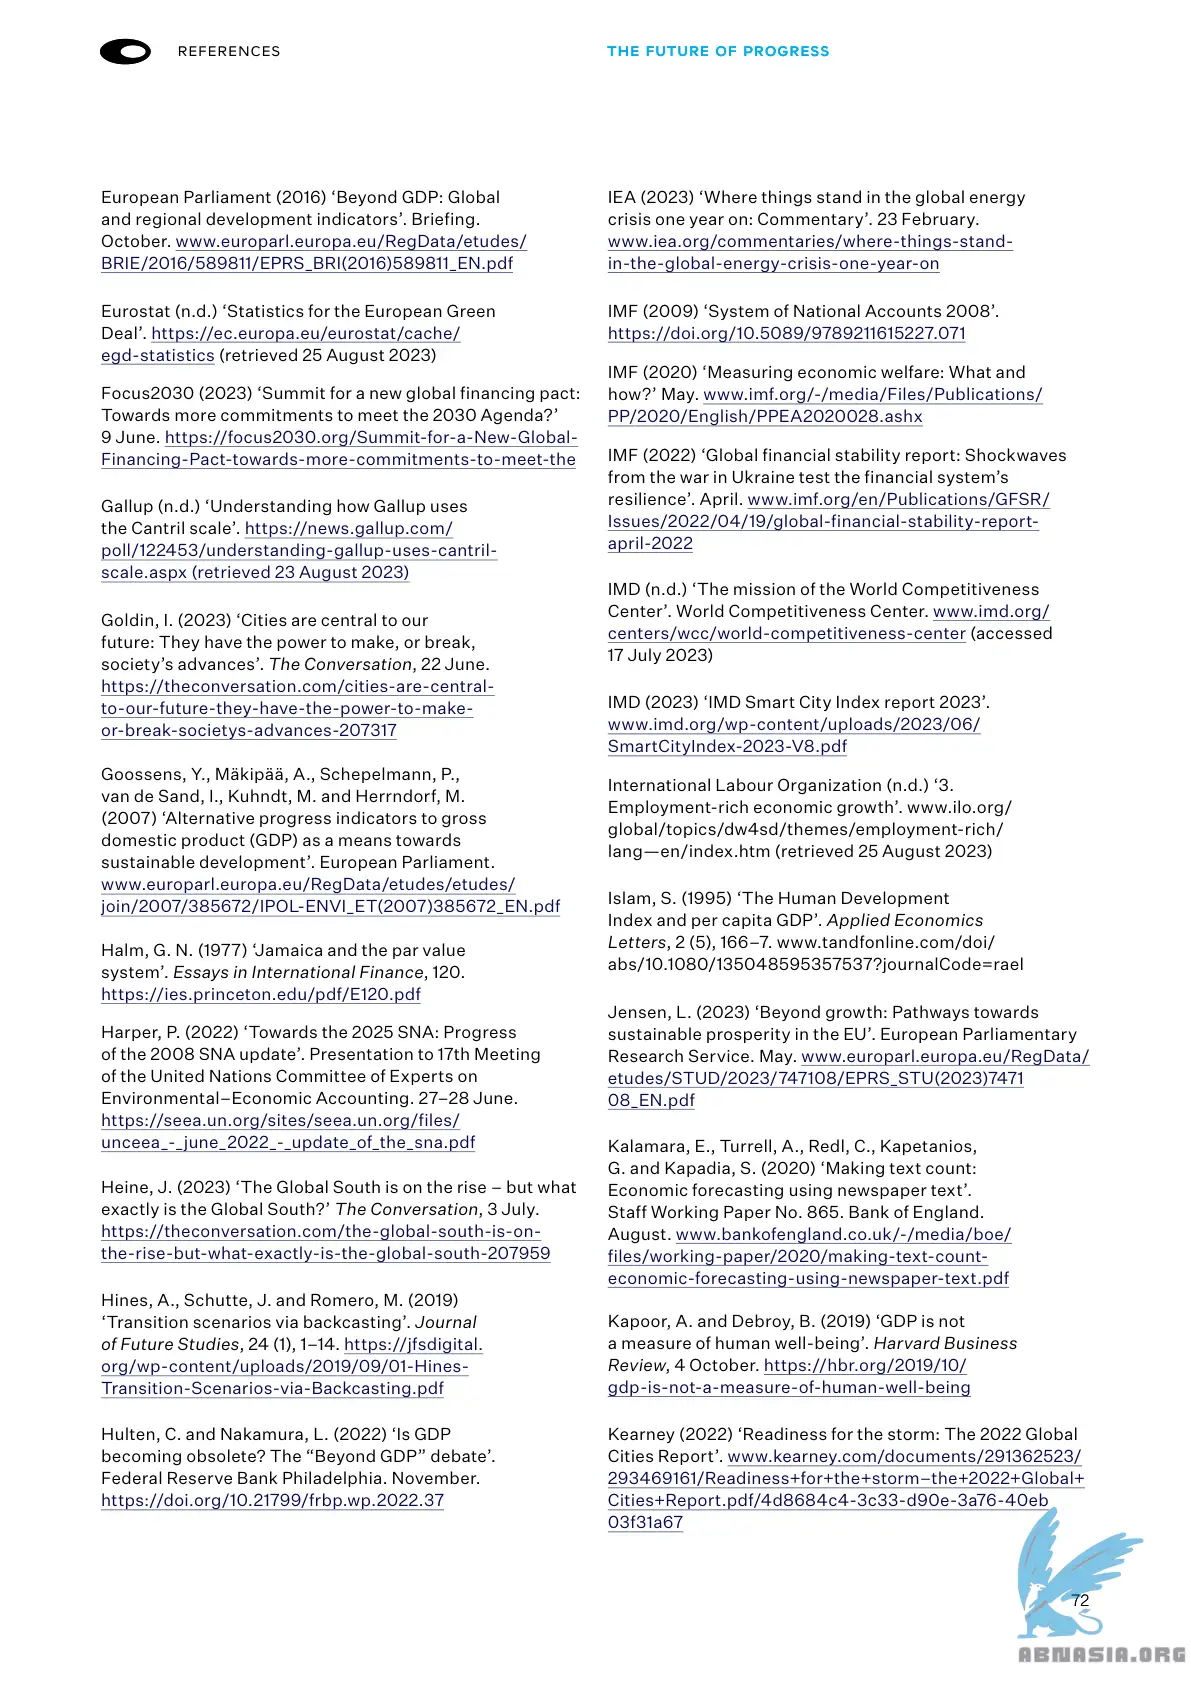 REFERENCES
THE FUTURE OF PROGRESS
European Parliament (2016) ‘Beyond GDP: Global
and regional development indicators’. Briefing.
October. www.europarl.europa.eu/RegData/etudes/
BRIE/2016/589811/EPRS_BRI(2016)589811_EN.pdf
Eurostat (n.d.) ‘Statistics for the European Green
Deal’. https://ec.europa.eu/eurostat/cache/
egd-statistics (retrieved 25 August 2023)
Focus2030 (2023) ‘Summit for a new global financing pact:
Towards more commitments to meet the 2030 Agenda?’
9 June. https://focus2030.org/Summit-for-a-New-Global-
Financing-Pact-towards-more-commitments-to-meet-the
Gallup (n.d.) ‘Understanding how Gallup uses
the Cantril scale’. https://news.gallup.com/
poll/122453/understanding-gallup-uses-cantril-
scale.aspx (retrieved 23 August 2023)
Goldin, I. (2023) ‘Cities are central to our
future: They have the power to make, or break,
society’s advances’. The Conversation, 22 June.
https://theconversation.com/cities-are-central-
to-our-future-they-have-the-power-to-make-
or-break-societys-advances-207317
Goossens, Y., Mäkipää, A., Schepelmann, P.,
van de Sand, I., Kuhndt, M. and Herrndorf, M.
(2007) ‘Alternative progress indicators to gross
domestic product (GDP) as a means towards
sustainable development’. European Parliament.
www.europarl.europa.eu/RegData/etudes/etudes/
join/2007/385672/IPOL-ENVI_ET(2007)385672_EN.pdf
Halm, G. N. (1977) ‘Jamaica and the par value
system’. Essays in International Finance, 120.
https://ies.princeton.edu/pdf/E120.pdf
Harper, P. (2022) ‘Towards the 2025 SNA: Progress
of the 2008 SNA update’. Presentation to 17th Meeting
of the United Nations Committee of Experts on
Environmental–Economic Accounting. 27–28 June.
https://seea.un.org/sites/seea.un.org/files/
unceea_-_june_2022_-_update_of_the_sna.pdf
Heine, J. (2023) ‘The Global South is on the rise – but what
exactly is the Global South?’ The Conversation, 3 July.
https://theconversation.com/the-global-south-is-on-
the-rise-but-what-exactly-is-the-global-south-207959
Hines, A., Schutte, J. and Romero, M. (2019)
‘Transition scenarios via backcasting’. Journal
of Future Studies, 24 (1), 1–14. https://jfsdigital.
org/wp-content/uploads/2019/09/01-Hines-
Transition-Scenarios-via-Backcasting.pdf
Hulten, C. and Nakamura, L. (2022) ‘Is GDP
becoming obsolete? The “Beyond GDP” debate’.
Federal Reserve Bank Philadelphia. November.
https://doi.org/10.21799/frbp.wp.2022.37
IEA (2023) ‘Where things stand in the global energy
crisis one year on: Commentary’. 23 February.
www.iea.org/commentaries/where-things-stand-
in-the-global-energy-crisis-one-year-on
IMF (2009) ‘System of National Accounts 2008’.
https://doi.org/10.5089/9789211615227.071
IMF (2020) ‘Measuring economic welfare: What and
how?’ May. www.imf.org/-/media/Files/Publications/
PP/2020/English/PPEA2020028.ashx
IMF (2022) ‘Global financial stability report: Shockwaves
from the war in Ukraine test the financial system’s
resilience’. April. www.imf.org/en/Publications/GFSR/
Issues/2022/04/19/global-financial-stability-report-
april-2022
IMD (n.d.) ‘The mission of the World Competitiveness
Center’. World Competitiveness Center. www.imd.org/
centers/wcc/world-competitiveness-center (accessed
17 July 2023)
IMD (2023) ‘IMD Smart City Index report 2023’.
www.imd.org/wp-content/uploads/2023/06/
SmartCityIndex-2023-V8.pdf
International Labour Organization (n.d.) ‘3.
Employment-rich economic growth’. www.ilo.org/
global/topics/dw4sd/themes/employment-rich/
lang—en/index.htm (retrieved 25 August 2023)
Islam, S. (1995) ‘The Human Development
Index and per capita GDP’. Applied Economics
Letters, 2 (5), 166–7. www.tandfonline.com/doi/
abs/10.1080/135048595357537?journalCode=rael
Jensen, L. (2023) ‘Beyond growth: Pathways towards
sustainable prosperity in the EU’. European Parliamentary
Research Service. May. www.europarl.europa.eu/RegData/
etudes/STUD/2023/747108/EPRS_STU(2023)7471
08_EN.pdf
Kalamara, E., Turrell, A., Redl, C., Kapetanios,
G. and Kapadia, S. (2020) ‘Making text count:
Economic forecasting using newspaper text’.
Staff Working Paper No. 865. Bank of England.
August. www.bankofengland.co.uk/-/media/boe/
files/working-paper/2020/making-text-count-
economic-forecasting-using-newspaper-text.pdf
Kapoor, A. and Debroy, B. (2019) ‘GDP is not
a measure of human well-being’. Harvard Business
Review, 4 October. https://hbr.org/2019/10/
gdp-is-not-a-measure-of-human-well-being
Kearney (2022) ‘Readiness for the storm: The 2022 Global
Cities Report’. www.kearney.com/documents/291362523/
293469161/Readiness+for+the+storm–the+2022+Global+
Cities+Report.pdf/4d8684c4-3c33-d90e-3a76-40eb
03f31a67
72
ABNASIA.ORG